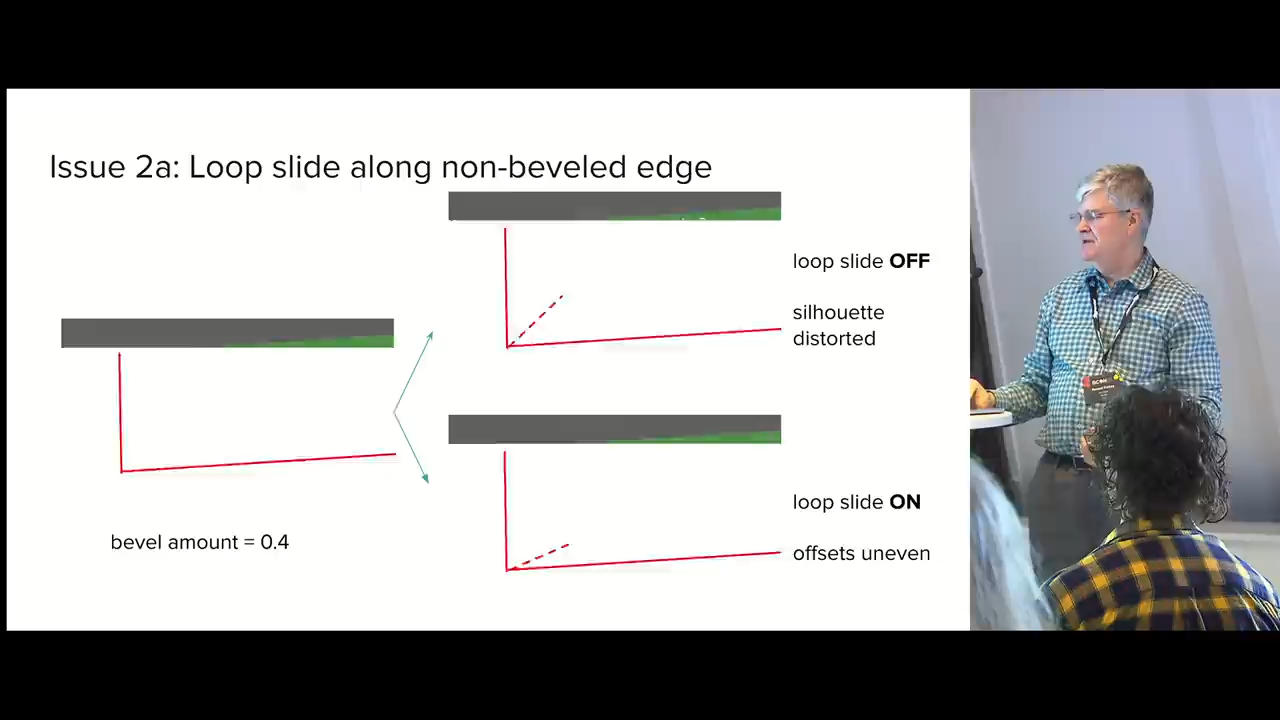 Issue 2a: Loop slide along non-beveled edge
loop slide OFF
silhouette
distorted
bevel amount = 0.4
loop slide ON
offsets uneven